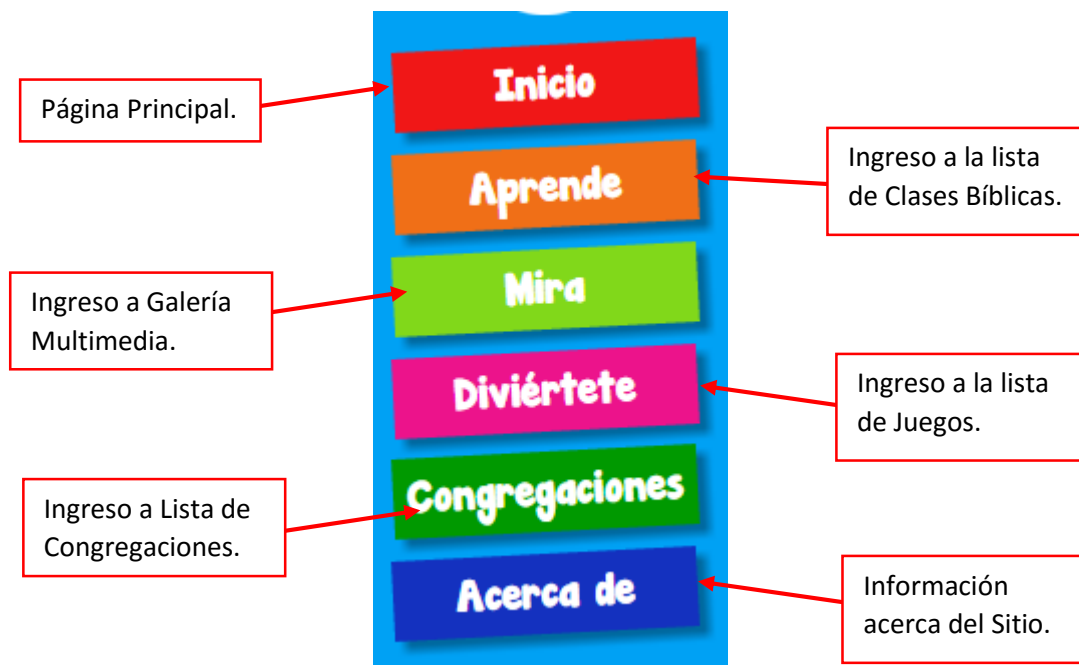 Inicio
Página Principal.
Aprende
Ingreso a la lista
de Clases Bíblicas.
Mira
Ingreso a Galería
Multimedia.
Diviértete
Ingreso a la lista
de Juegos.
Congregaciones
Ingreso a Lista de
Congregaciones.
Acerca de
Información
acerca del Sitio.